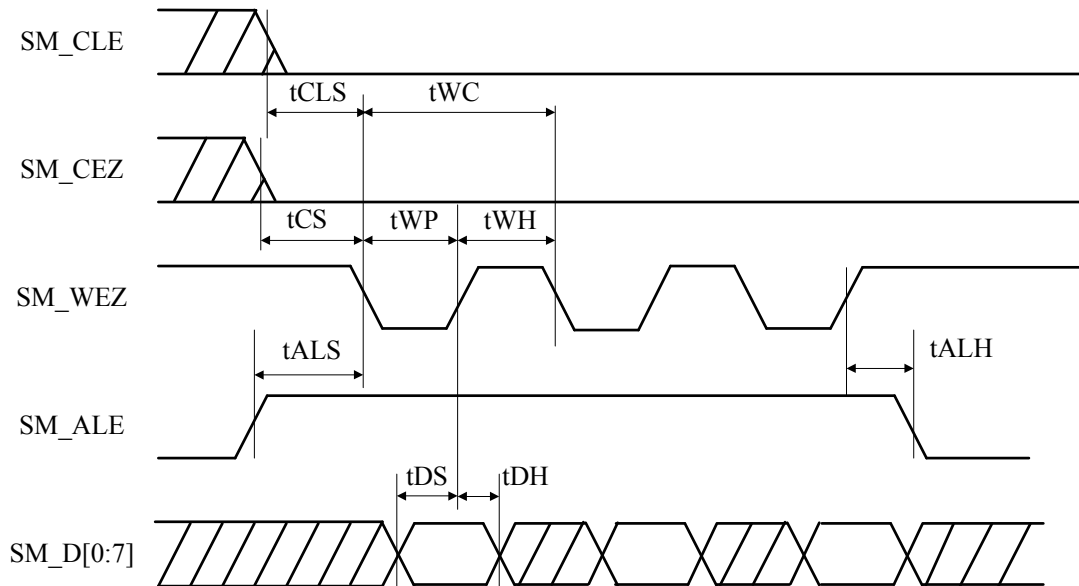 SM_CLE
tCLS
tWC
SM_CEZ
tCS
tWP
tWH
SM_WEZ
tALS
tALH
SM_ALE
tDS
tDH
SM_D[0:7]